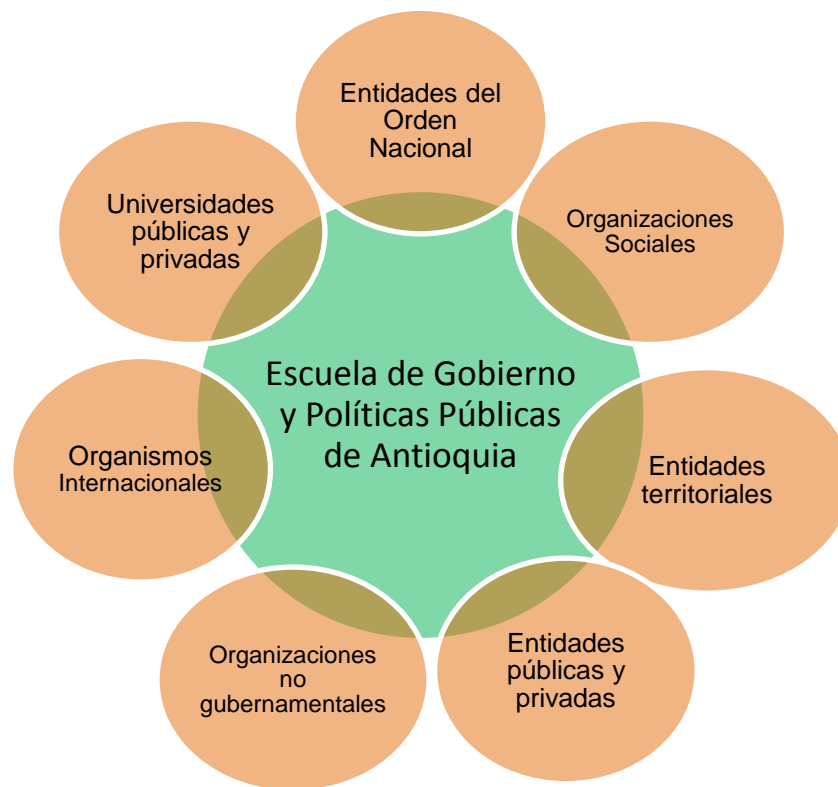 Entidades del
Orden
Nacional
Universidades
públicas y
privadas
Organizaciones
Sociales
Escuela de Gobierno
y Políticas Públicas
de Antioquia
Organismos
Internacionales
Entidades
territoriales
Organizaciones
no
gubernamentales
Entidades
públicas y
privadas